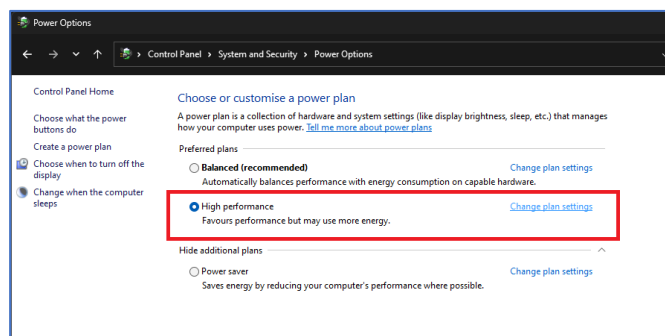 Power Options
Control Panel > System and Security > Power Options
Control Panel Home
Choose what the power
buttons do
Create a power plan
Choose when to turn off the
display
Change when the computer
sleeps
Choose or customise a power plan
A power plan is a collection of hardware and system settings (like display brightness, sleep, etc.) that manages
how your computer uses power. Tell me more about power plans
Preferred plans
Balanced (recommended) Change plan settings
Automatically balances performance with energy consumption on capable hardware.
High performance Change plan settings
Favours performance but may use more energy.
Hide additional plans
Power saver Change plan settings
Saves energy by reducing your computer's performance where possible.